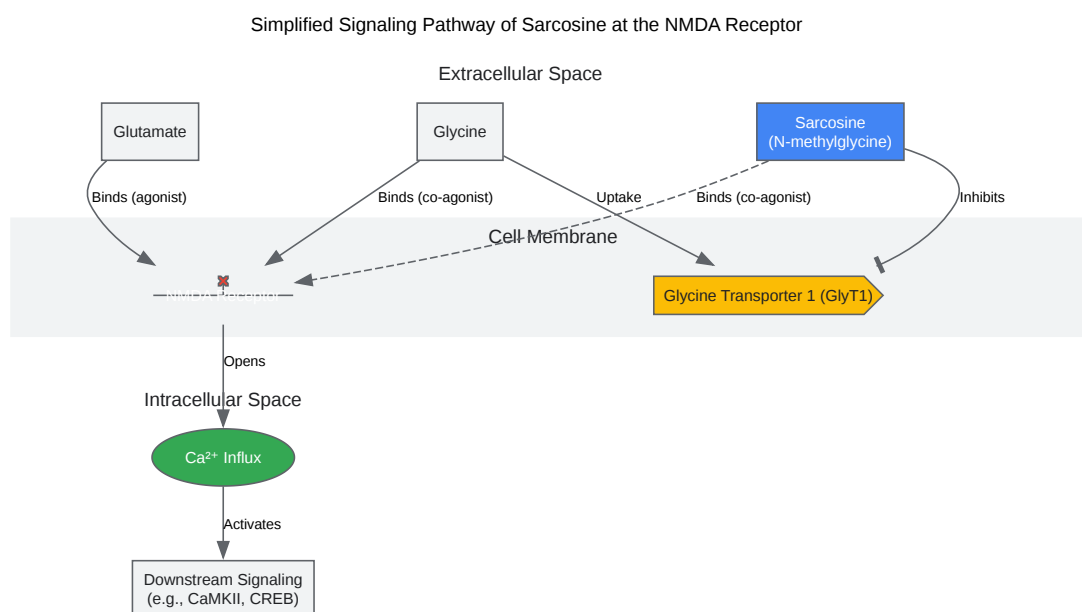 Simplified Signaling Pathway of Sarcosine at the NMDA Receptor
Extracellular Space
Glutamate
Glycine
Sarcosine
(N-methylglycine)
Binds (agonist)
Binds (co-agonist)
Uptake
Binds (co-agonist)
Inhibits
Cell Membrane
NMDA Receptor
Glycine Transporter 1 (GlyT1)
Opens
Intracellular Space
Ca²⁺ Influx
Activates
Downstream Signaling
(e.g., CaMKII, CREB)